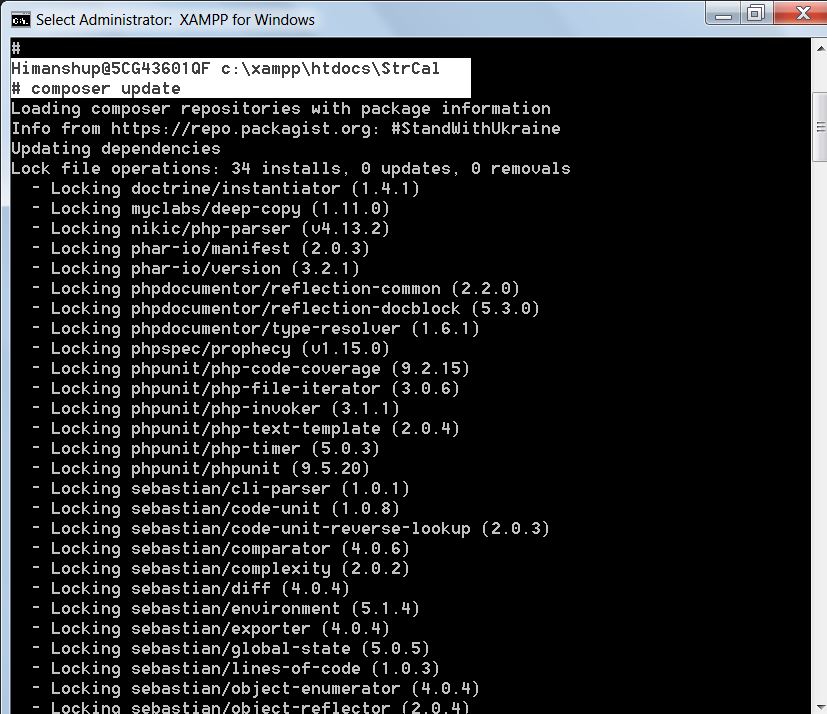 Select Administrator:  XAMPP for Windows
#
Himanshup@5CG43601QF c:\xampp\htdocs\StrCal
# composer update
Loading composer repositories with package information
Info from https://repo.packagist.org: #StandWithUkraine
Updating dependencies
Lock file operations: 34 installs, 0 updates, 0 removals
  - Locking doctrine/instantiator (1.4.1)
  - Locking myclabs/deep-copy (1.11.0)
  - Locking nikic/php-parser (v4.13.2)
  - Locking phar-io/manifest (2.0.3)
  - Locking phar-io/version (3.2.1)
  - Locking phpdocumentor/reflection-common (2.2.0)
  - Locking phpdocumentor/reflection-docblock (5.3.0)
  - Locking phpdocumentor/type-resolver (1.6.1)
  - Locking phpspec/prophecy (v1.15.0)
  - Locking phpunit/php-code-coverage (9.2.15)
  - Locking phpunit/php-file-iterator (3.0.6)
  - Locking phpunit/php-invoker (3.1.1)
  - Locking phpunit/php-text-template (2.0.4)
  - Locking phpunit/php-timer (5.0.3)
  - Locking phpunit/phpunit (9.5.20)
  - Locking sebastian/cli-parser (1.0.1)
  - Locking sebastian/code-unit (1.0.8)
  - Locking sebastian/code-unit-reverse-lookup (2.0.3)
  - Locking sebastian/comparator (4.0.6)
  - Locking sebastian/complexity (2.0.2)
  - Locking sebastian/diff (4.0.4)
  - Locking sebastian/environment (5.1.4)
  - Locking sebastian/exporter (4.0.4)
  - Locking sebastian/global-state (5.0.5)
  - Locking sebastian/lines-of-code (1.0.3)
  - Locking sebastian/object-enumerator (4.0.4)
  - Locking sebastian/object-reflector (2.0.4)